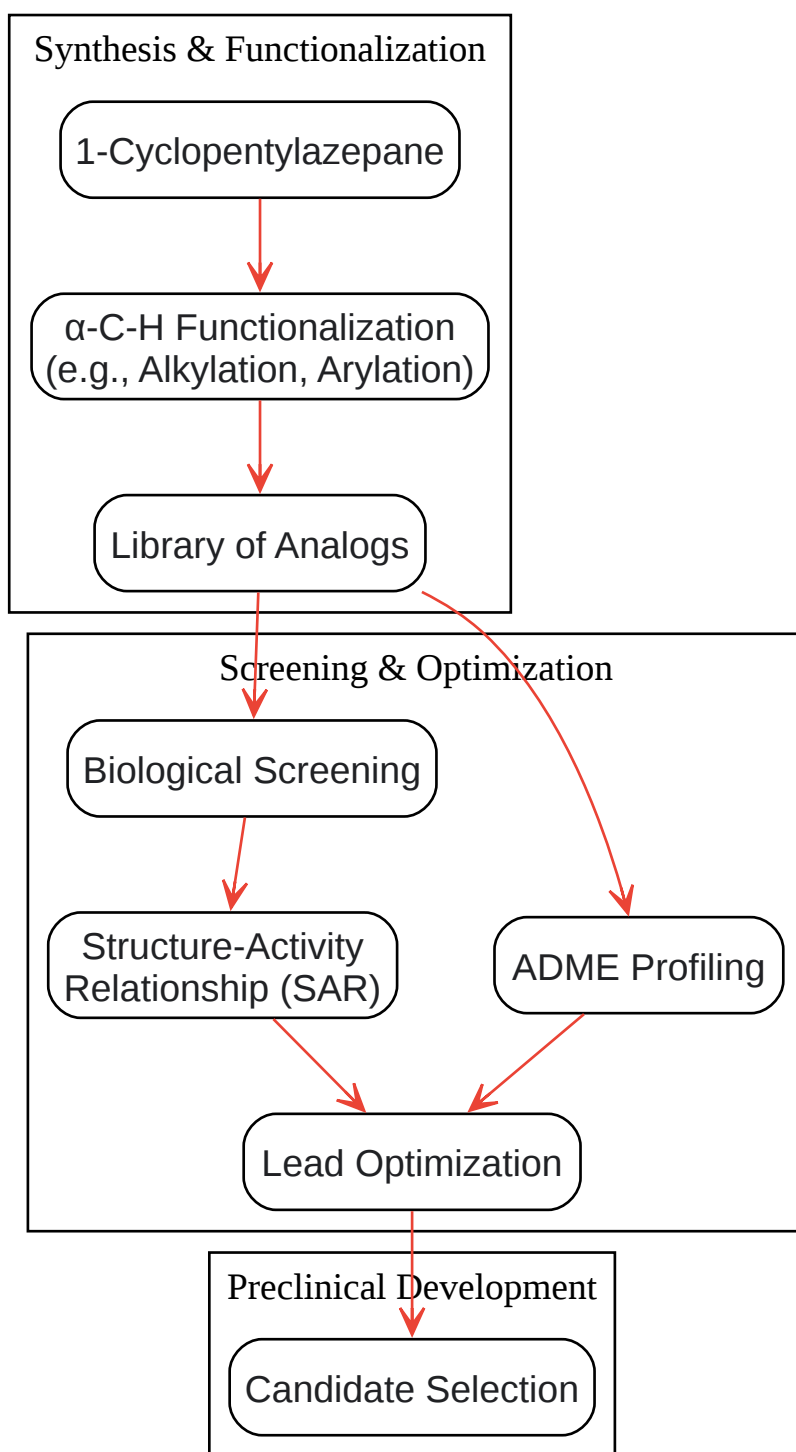 Synthesis & Functionalization
1-Cyclopentylazepane
α-C-H Functionalization
(e.g., Alkylation, Arylation)
Library of Analogs
Screening & Optimization
Biological Screening
Structure-Activity
Relationship (SAR)
ADME Profiling
Lead Optimization
Preclinical Development
Candidate Selection